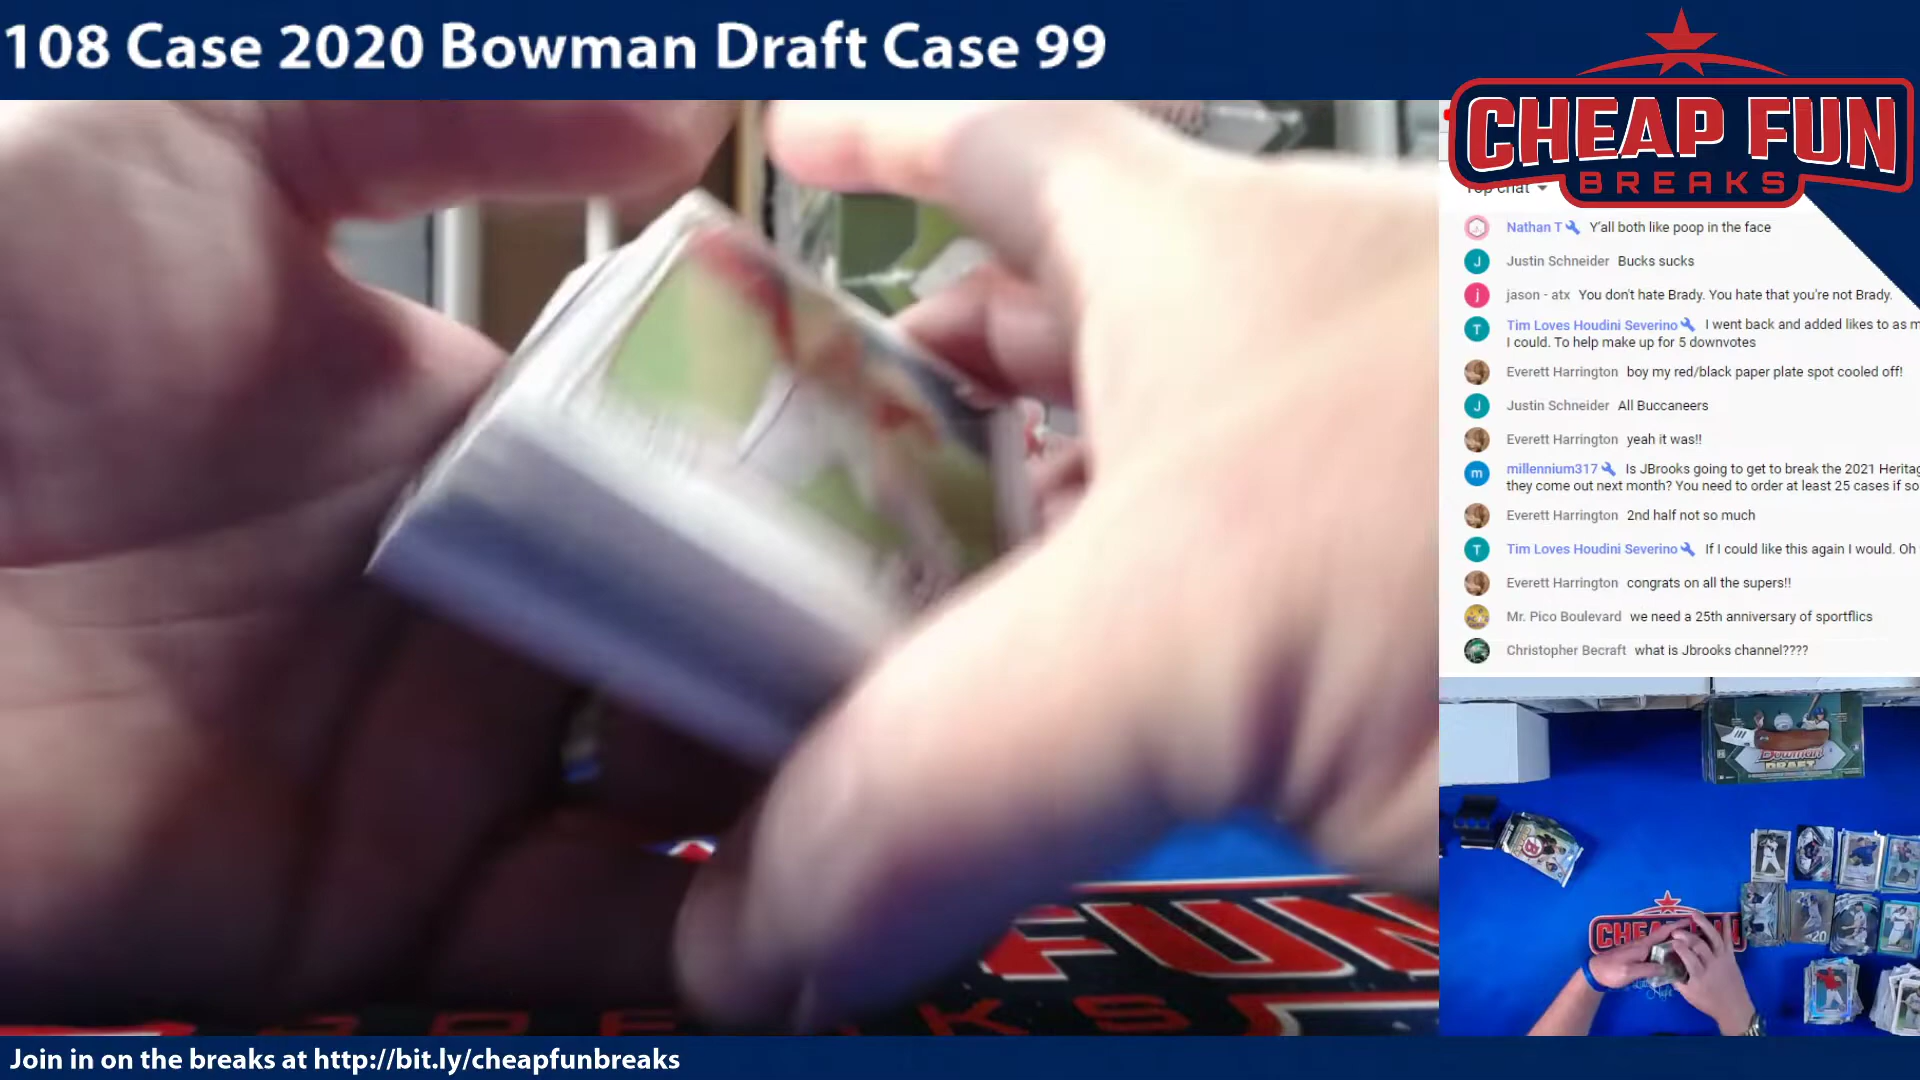 108 Case 2020 Bowman Draft Case 99
CHEAP FUN
BREAKS
Top chat
Nathan T Y'all both like poop in the face
Justin Schneider Bucks sucks
jason - atx You don't hate Brady. You hate that you're not Brady.
Tim Loves Houdini Severino I went back and added likes to as
I could. To help make up for 5 downvotes
Everett Harrington boy my red/black paper plate spot cooled off!
Justin Schneider All Buccaneers
Everett Harrington yeah it was!!
millennium317 Is JBrooks going to get to break the 2021
they come out next month? You need to order at least 25 cases if so
Everett Harrington 2nd half not so much
Tim Loves Houdini Severino If I could like this again I would. Oh
Everett Harrington congrats on all the supers!!
Mr. Pico Boulevard we need a 25th anniversary of sportflics
Christopher Becraft what is Jbrooks channel????
Bowman
DRAFT
FUN
Join in on the breaks at http://bit.ly/cheapfunbreaks